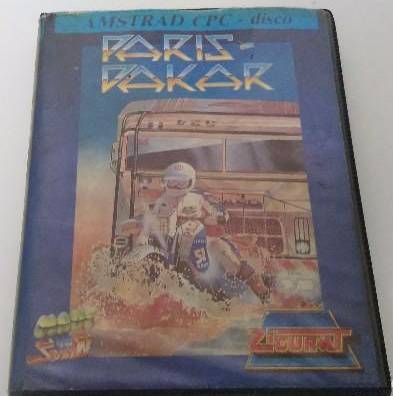 AMSTRAD CPC - disco
PARIS-
DAKAR
ZIGURAT